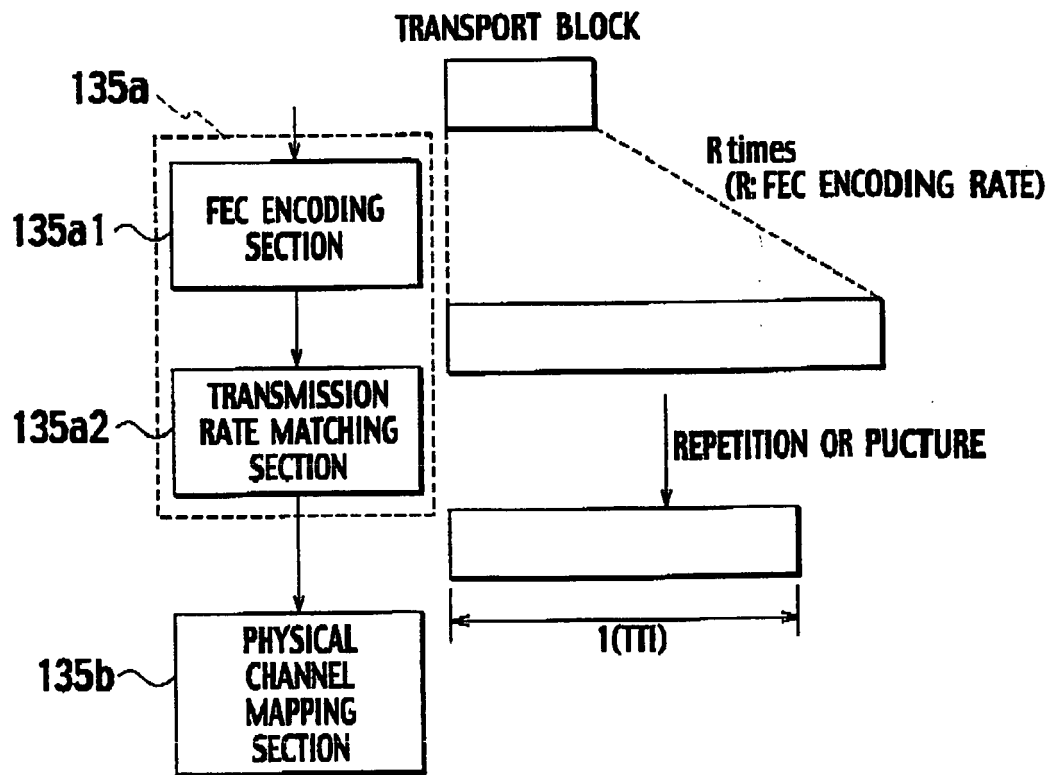 TRANSPORT BLOCK
135a
R times
(R: FEC ENCODING RATE)
135a1
FEC ENCODING
SECTION
135a2
TRANSMISSION
RATE MATCHING
SECTION
REPETITION OR PUCTURE
1(TTI)
135b
PHYSICAL
CHANNEL
MAPPING
SECTION